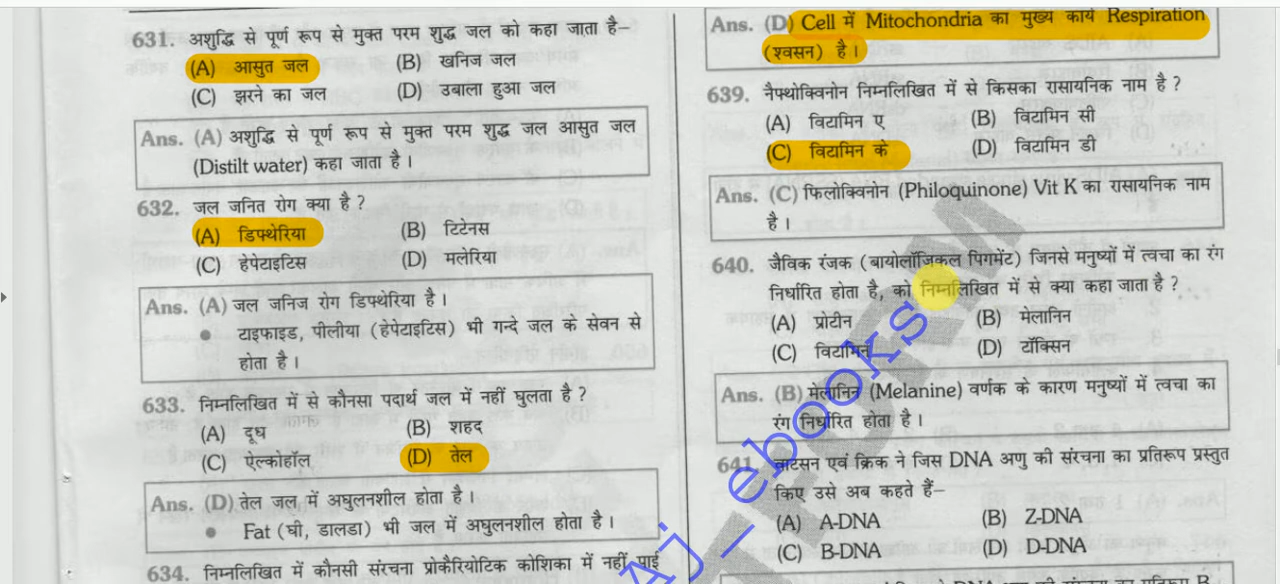 631. अशुद्धि से पूर्ण रूप से मुक्त परम शुद्ध जल को कहा जाता है–
(A) आसुत जल (B) खनिज जल
(C) झरने का जल (D) उबाला हुआ जल
Ans. (A) अशुद्धि से पूर्ण रूप से मुक्त परम शुद्ध जल आसुत जल
(Distilt water) कहा जाता है।
632. जल जनित रोग क्या है ?
(A) डिफ्थेरिया (B) टिटेनस
(C) हेपेटाइटिस (D) मलेरिया
Ans. (A) जल जनिज रोग डिफ्थेरिया है।
● टाइफाइड, पीलीया (हेपेटाइटिस) भी गन्दे जल के सेवन से
होता है।
633. निम्नलिखित में से कौनसा पदार्थ जल में नहीं घुलता है ?
(A) दूध (B) शहद
(C) ऐल्कोहॉल (D) तेल
Ans. (D) तेल जल में अघुलनशील होता है।
● Fat (घी, डालडा) भी जल में अघुलनशील होता है।
634. निम्नलिखित में कौनसी संरचना प्रोकैरियोटिक कोशिका में नहीं पाई
Ans. (D) Cell में Mitochondria का मुख्य कार्य Respiration
(श्वसन) है।
639. नैफ्थोक्विनोन निम्नलिखित में से किसका रासायनिक नाम है ?
(A) विटामिन ए (B) विटामिन सी
(C) विटामिन के (D) विटामिन डी
Ans. (C) फिलोक्विनोन (Philoquinone) Vit K का रासायनिक नाम
है।
640. जैविक रंजक (बायोलॉजिकल पिगमेंट) जिनसे मनुष्यों में त्वचा का रंग
निर्धारित होता है, को निम्नलिखित में से क्या कहा जाता है ?
(A) प्रोटीन (B) मेलानिन
(C) विटामिन (D) टॉक्सिन
Ans. (B) मेलानिन (Melanine) वर्णक के कारण मनुष्यों में त्वचा का
रंग निर्धारित होता है।
641. वाटसन एवं क्रिक ने जिस DNA अणु की संरचना का प्रतिरूप प्रस्तुत
किए उसे अब कहते हैं–
(A) A-DNA (B) Z-DNA
(C) B-DNA (D) D-DNA
Aj_ebooks